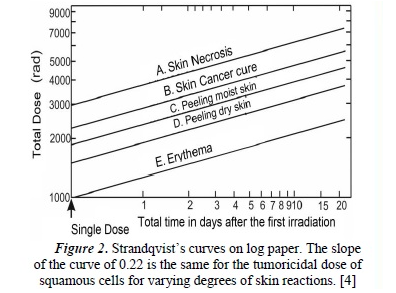 9000
7000
5000
4000
3000
2000
1000
Total Dose (rad)
A. Skin Necrosis
B. Skin Cancer cure
C. Peeling moist skin
D. Peeling dry skin
E. Erythema
1 2 3 4 5 6 7 8 9 10 15 20
Single Dose
Total time in days after the first irradiation
Figure 2. Strandqvist's curves on log paper. The slope
of the curve of 0.22 is the same for the tumoricidal dose of
squamous cells for varying degrees of skin reactions. [4]